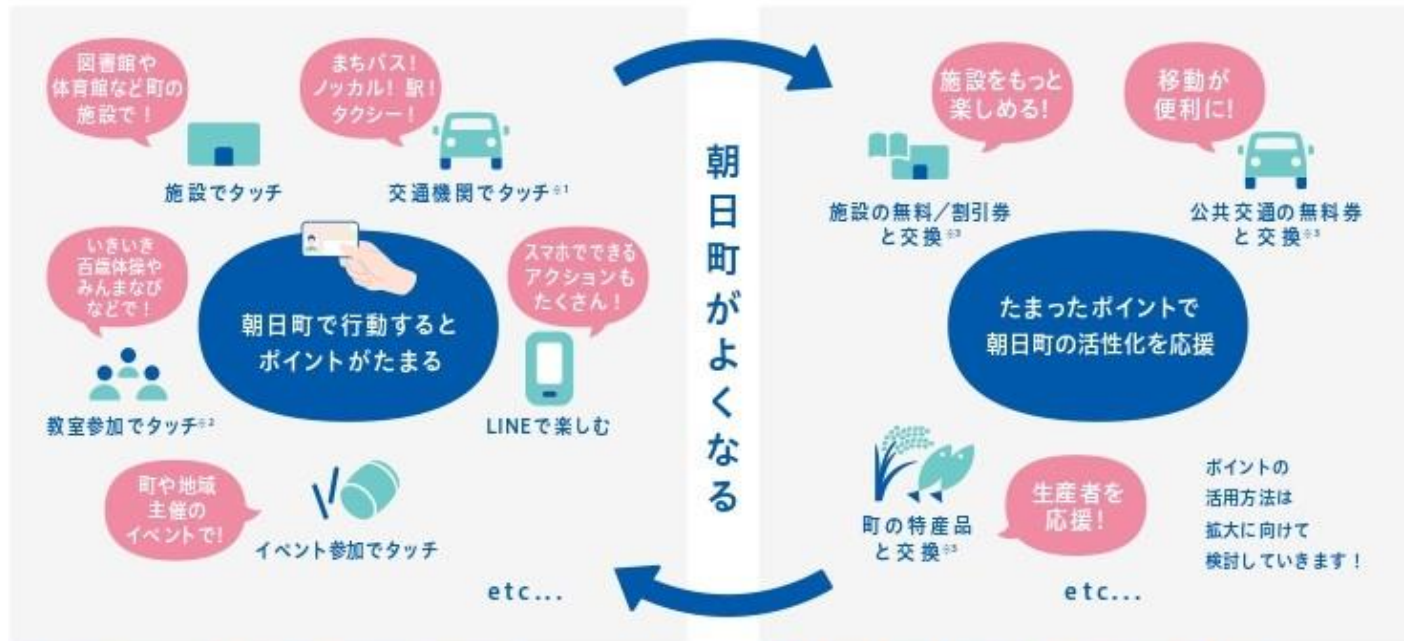 図書館や
体育館など町の
施設で！
施設でタッチ
まちバス！
ノッカル！駅！
タクシー！
交通機関でタッチ※1
いきいき
百歳体操や
みんまなび
などで！
教室参加でタッチ※2
朝日町で行動すると
ポイントがたまる
スマホでできる
アクションも
たくさん！
LINEで楽しむ
町や地域
主催の
イベントで!
イベント参加でタッチ
etc...
朝日町がよくなる
施設をもっと
楽しめる!
施設の無料/割引券
と交換※3
移動が
便利に!
公共交通の無料券
と交換※3
たまったポイントで
朝日町の活性化を応援
町の特産品
と交換※3
生産者を
応援!
ポイントの
活用方法は
拡大に向けて
検討していきます！
etc...